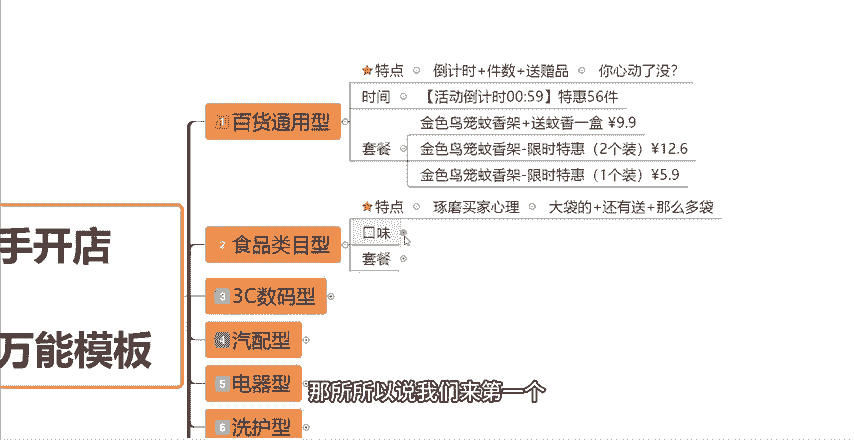 手开店
万能模板
1 百货通用型
特点 倒计时+件数+送赠品 你心动了没?
时间 【活动倒计时00:59】特惠56件
套餐
金色鸟笼蚊香架+送蚊香一盒 ¥9.9
金色鸟笼蚊香架-限时特惠（2个装）¥12.6
金色鸟笼蚊香架-限时特惠（1个装）¥5.9
2 食品类目型
特点 琢磨买家心理 大袋的+还有送+那么多袋
口味
套餐
3 3C数码型
4 汽配型
5 电器型
6 洗护型
那所所以说我们来第一个